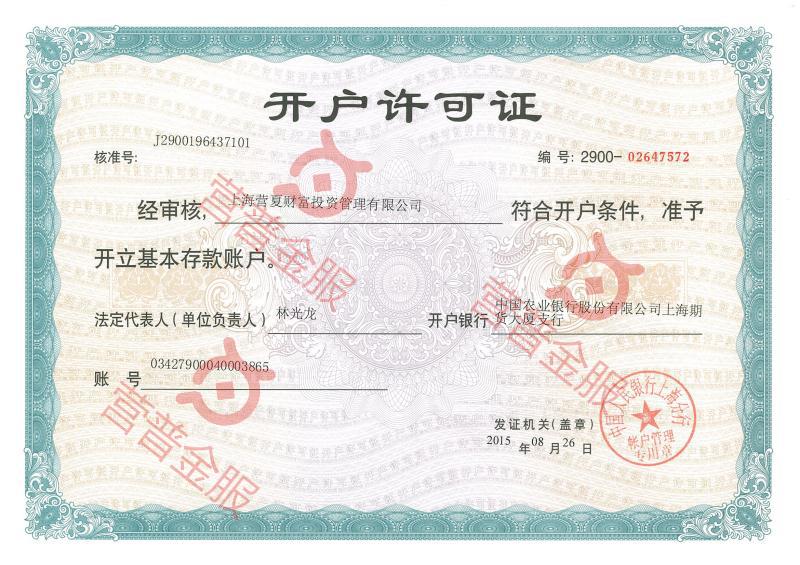 开户许可证
核准号: J2900196437101
编 号: 2900-02647572
经审核, 上海营夏财富投资管理有限公司 符合开户条件, 准予
开立基本存款账户。
法定代表人(单位负责人) 林光龙
开户银行 中国农业银行股份有限公司上海期
货大厦支行
账 号 03427900040003865
发证机关(盖章)
2015 年 08 月 26 日
中国人民银行上海分行
帐户管理
专用章
营普金服
营普金服
营普金服